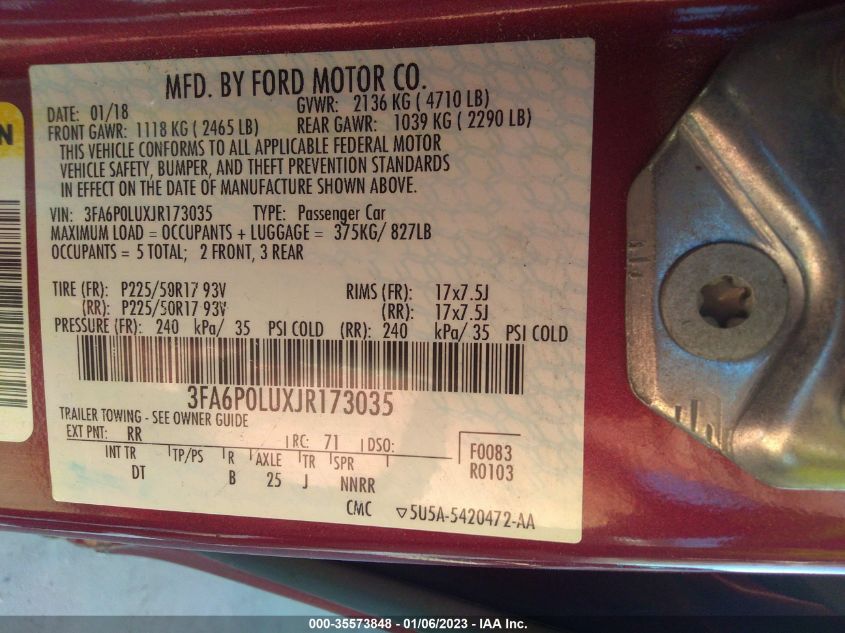 MFD. BY FORD MOTOR CO.
DATE: 01/18
GVWR: 2136 KG ( 4710 LB)
FRONT GAWR: 1118 KG ( 2465 LB)
REAR GAWR: 1039 KG ( 2290 LB)
THIS VEHICLE CONFORMS TO ALL APPLICABLE FEDERAL MOTOR
VEHICLE SAFETY, BUMPER, AND THEFT PREVENTION STANDARDS
IN EFFECT ON THE DATE OF MANUFACTURE SHOWN ABOVE.
VIN: 3FA6P0LUXJR173035 TYPE: Passenger Car
MAXIMUM LOAD = OCCUPANTS + LUGGAGE = 375KG/ 827LB
OCCUPANTS = 5 TOTAL; 2 FRONT, 3 REAR
TIRE (FR): P225/50R17 93V RIMS (FR): 17x7.5J
(RR): P225/50R17 93V (RR): 17x7.5J
PRESSURE (FR): 240 kPa/ 35 PSI COLD (RR): 240 kPa/ 35 PSI COLD
3FA6P0LUXJR173035
TRAILER TOWING - SEE OWNER GUIDE
EXT PNT: RR RC: 71 DSO: F0083
R0103
INT TR TP/PS R AXLE TR SPR
DT B 25 J NNRR
CMC ▽5U5A-5420472-AA
000-35573848 - 01/06/2023 - IAA Inc.